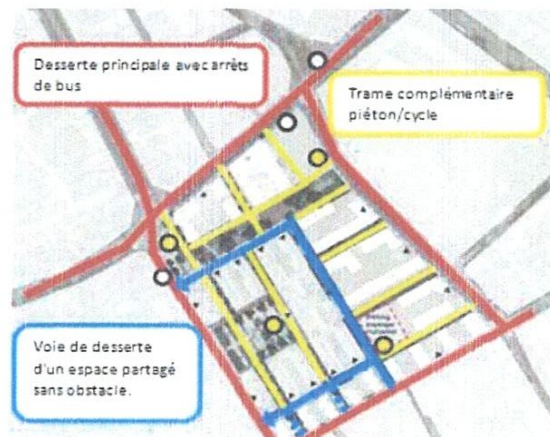 Desserte principale avec arrêts
de bus
Trame complémentaire
piéton/cycle
Voie de desserte
d'un espace partagé
sans obstacle.